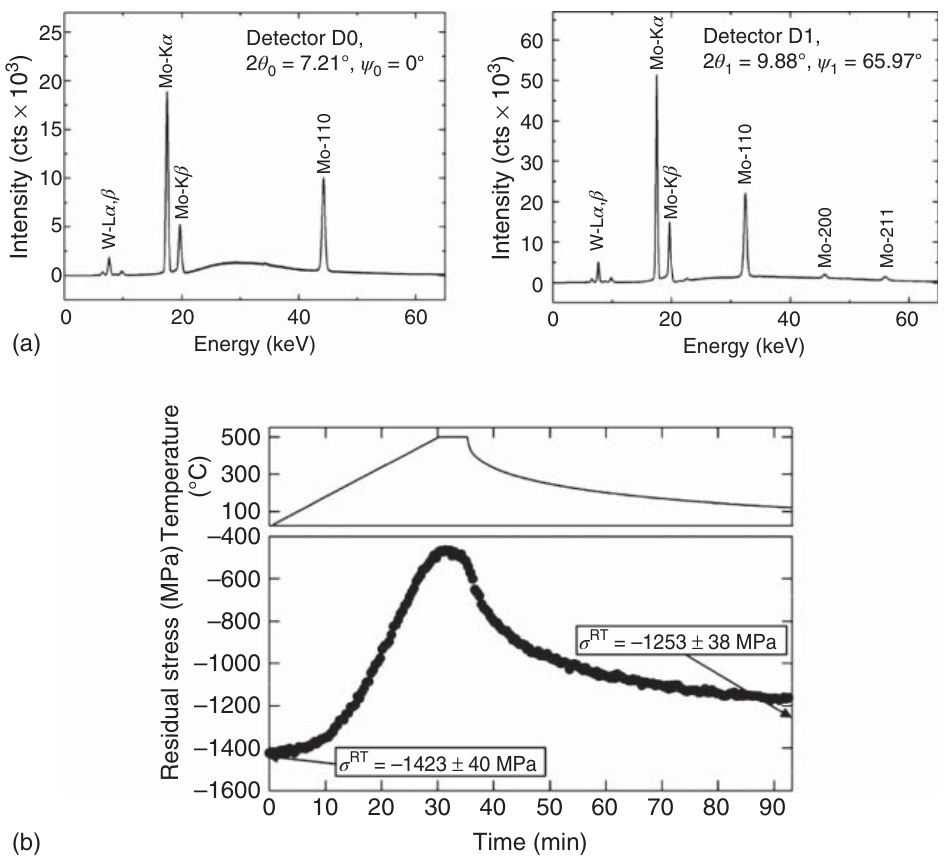 Detector D0,
2θ₀ = 7.21°, ψ₀ = 0°
Intensity (cts × 10³)
25
20
15
10
5
0
W-Lα,β
Mo-Kα
Mo-Kβ
Mo-110
0
20
40
60
Energy (keV)
Detector D1,
2θ₁ = 9.88°, ψ₁ = 65.97°
Intensity (cts × 10³)
60
50
40
30
20
10
0
W-Lα,β
Mo-Kα
Mo-Kβ
Mo-110
Mo-200
Mo-211
0
20
40
60
Energy (keV)
(a)
Temperature
(°C)
500
300
100
Residual stress (MPa)
−400
−600
−800
−1000
−1200
−1400
−1600
σᴿᵀ = −1253 ± 38 MPa
σᴿᵀ = −1423 ± 40 MPa
0
10
20
30
40
50
60
70
80
90
Time (min)
(b)